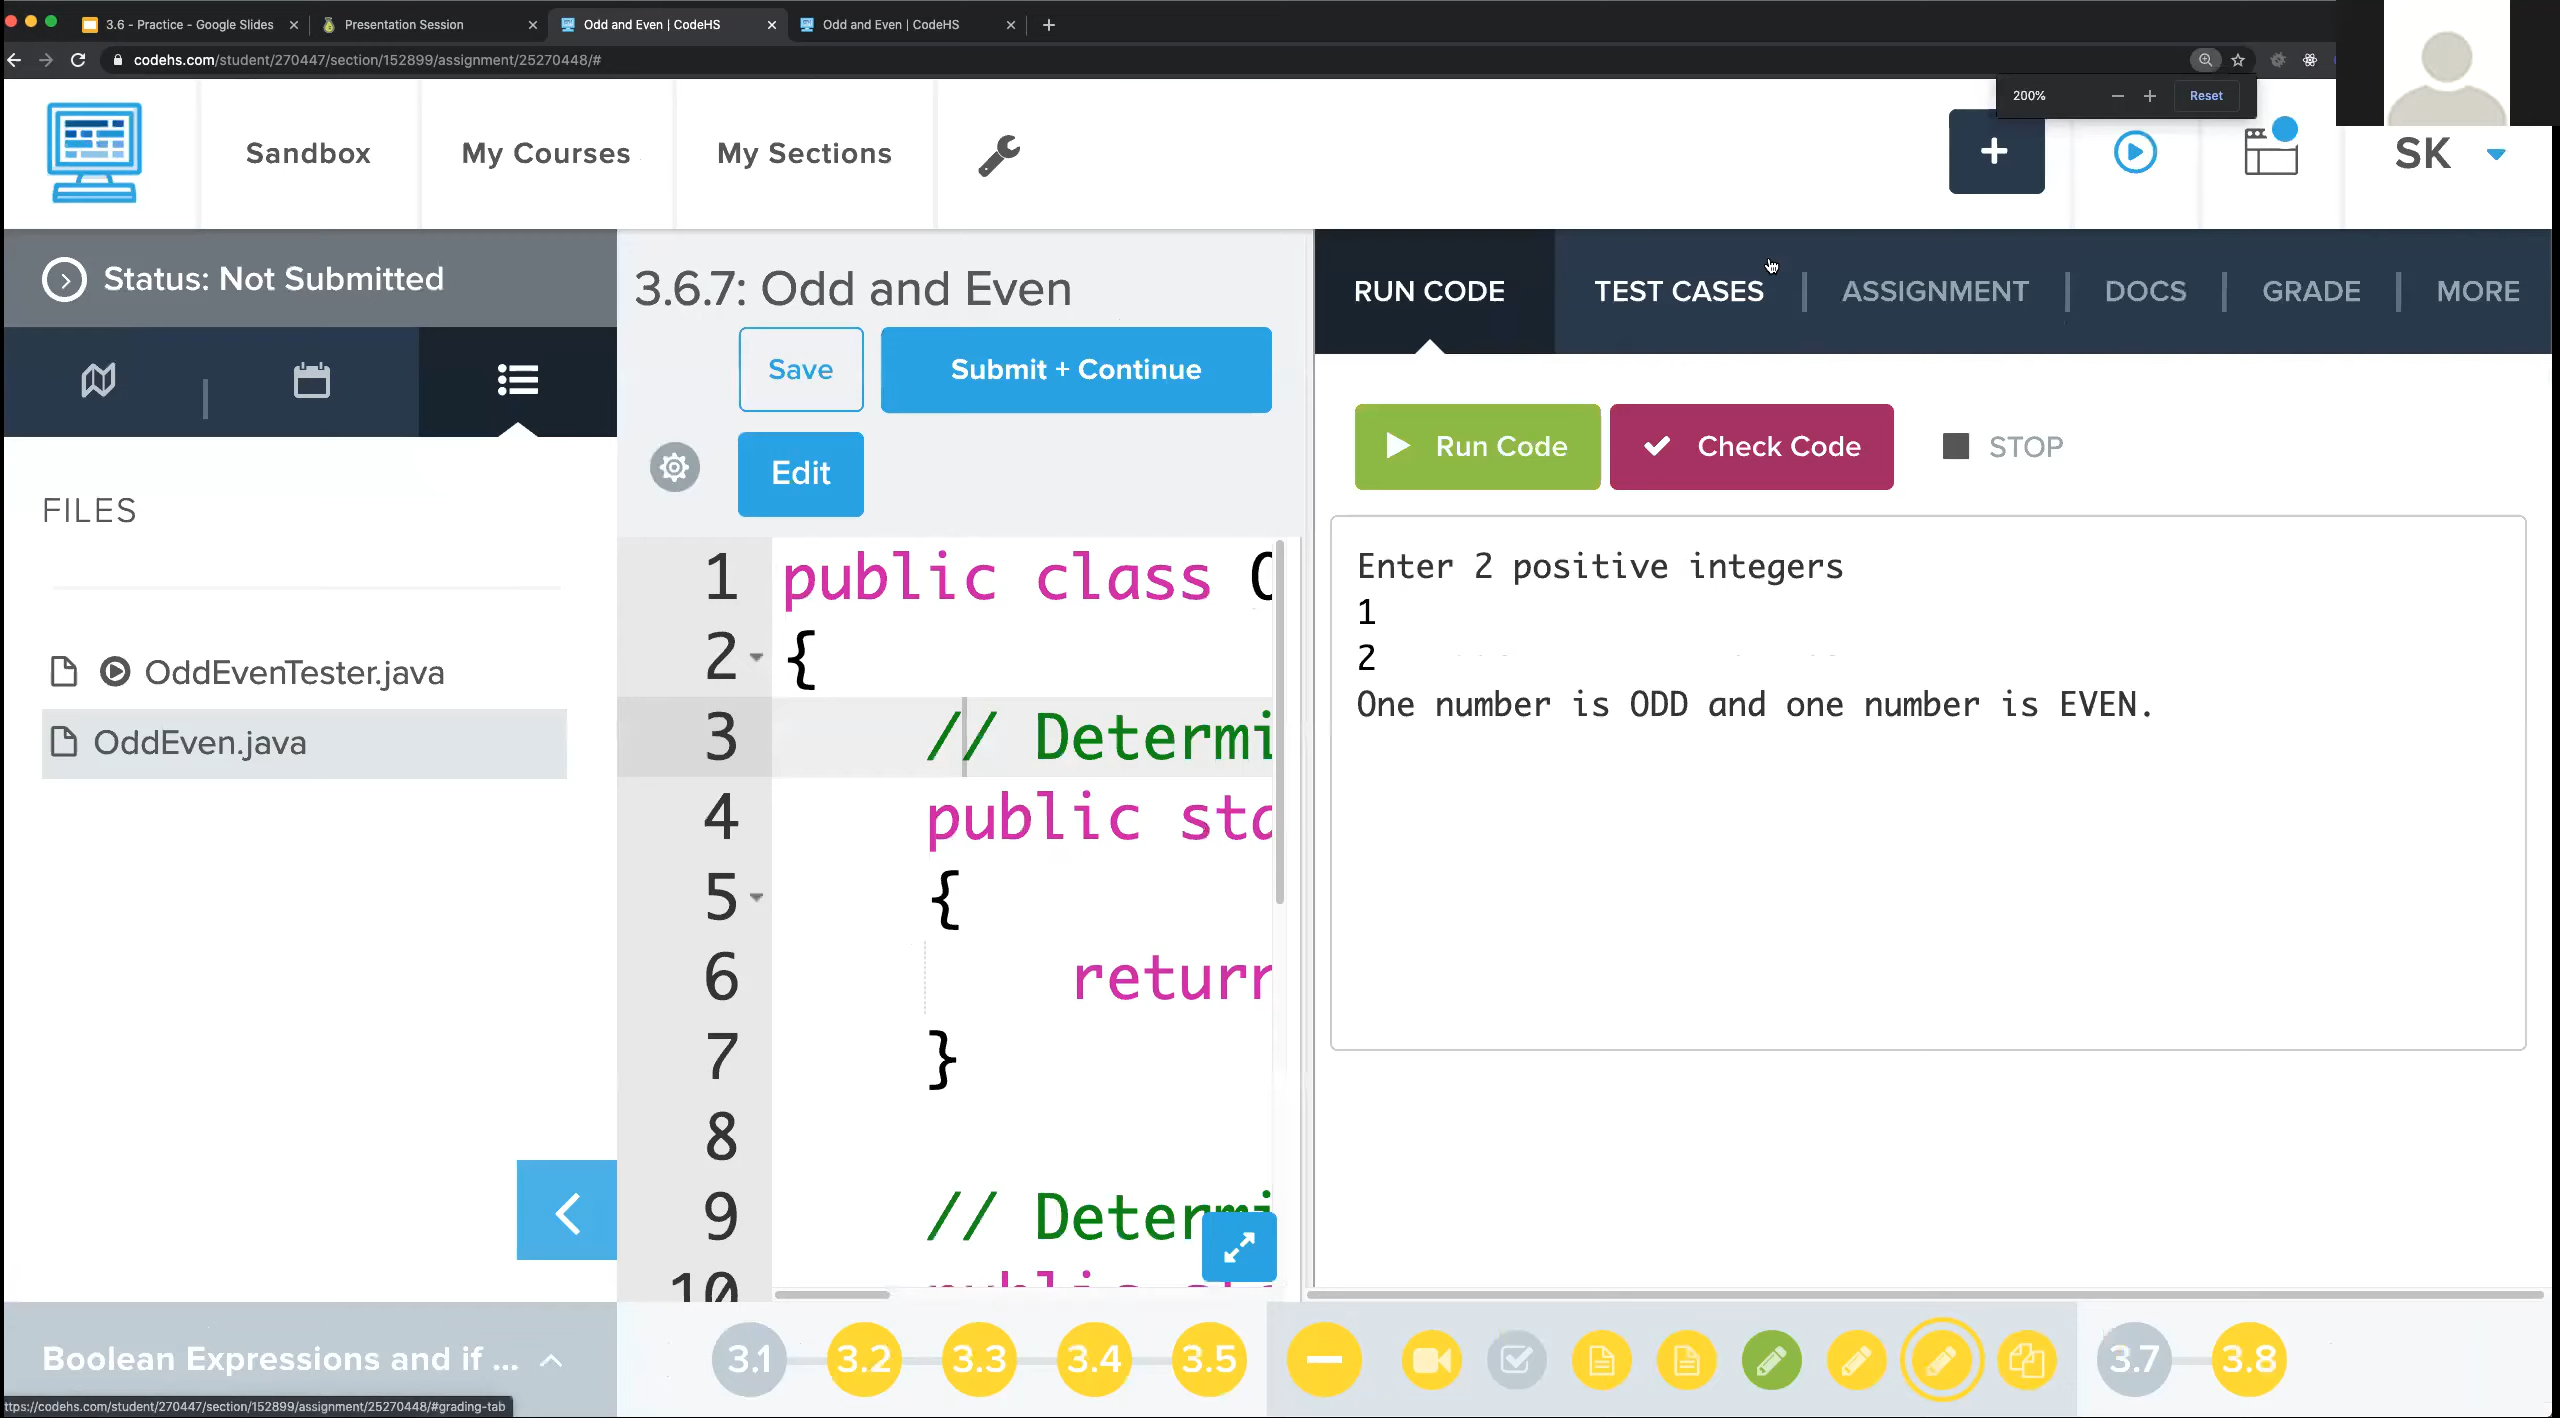 3.6 - Practice - Google Slides
Presentation Session
Odd and Even | CodeHS
Odd and Even | CodeHS
codehs.com/student/270447/section/152899/assignment/25270448/#
200%
Reset
Sandbox
My Courses
My Sections
SK
Status: Not Submitted
3.6.7: Odd and Even
RUN CODE
TEST CASES
ASSIGNMENT
DOCS
GRADE
MORE
Save
Submit + Continue
Edit
Run Code
Check Code
STOP
FILES
OddEvenTester.java
OddEven.java
1 public class
2 {
3 // Determi
4 public sta
5 {
6 return
7 }
8
9 // Determi
10 public sta
Enter 2 positive integers
1
2
One number is ODD and one number is EVEN.
Boolean Expressions and if ...
3.1
3.2
3.3
3.4
3.5
3.7
3.8
ttps://codehs.com/student/270447/section/152899/assignment/25270448/#grading-tab